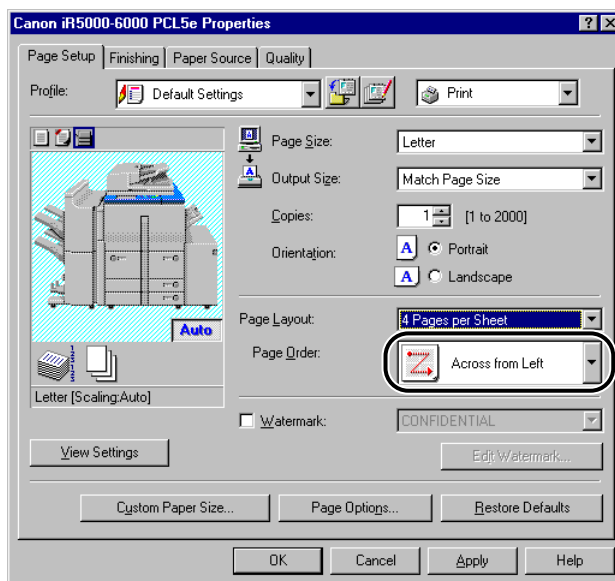 Canon iR5000-6000 PCL5e Properties
Page Setup Finishing Paper Source Quality
Profile: Default Settings Print
Page Size: Letter
Output Size: Match Page Size
Copies: 1 [1 to 2000]
Orientation: A Portrait
A Landscape
Auto
Page Layout: 4 Pages per Sheet
Page Order: Across from Left
Letter [Scaling:Auto]
Watermark: CONFIDENTIAL
View Settings Edit Watermark...
Custom Paper Size... Page Options... Restore Defaults
OK Cancel Apply Help